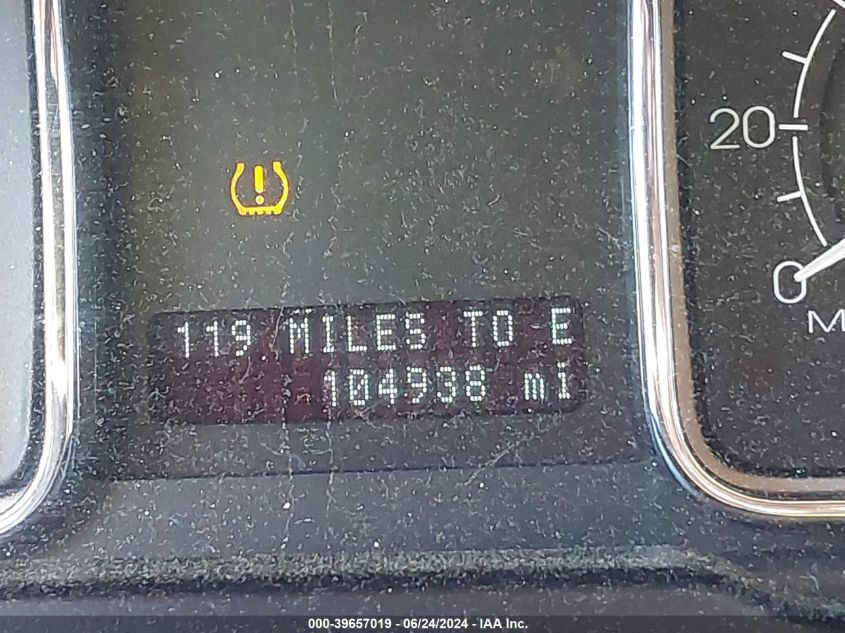 20
0
M
119 MILES TO E
104938 mi
000-39657019 - 06/24/2024 - IAA Inc.